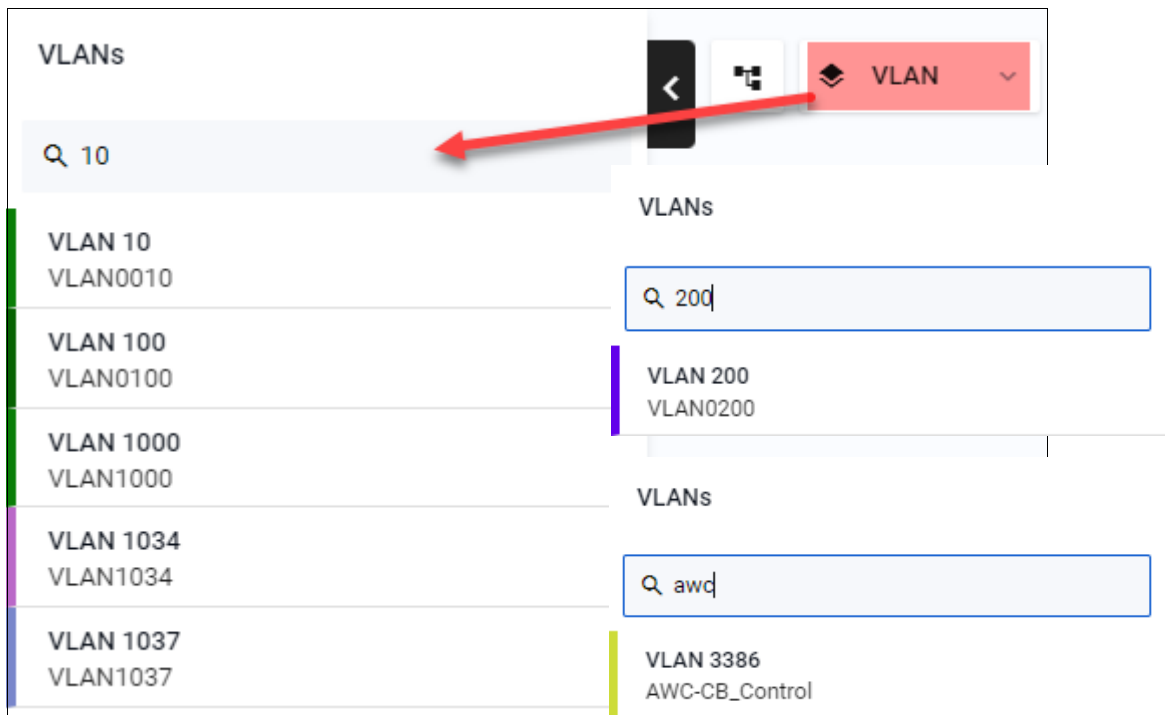 VLANs
10
VLAN 10
VLAN0010
VLAN 100
VLAN0100
VLAN 1000
VLAN1000
VLAN 1034
VLAN1034
VLAN 1037
VLAN1037
VLAN
VLANs
200
VLAN 200
VLAN0200
VLANs
awc
VLAN 3386
AWC-CB_Control